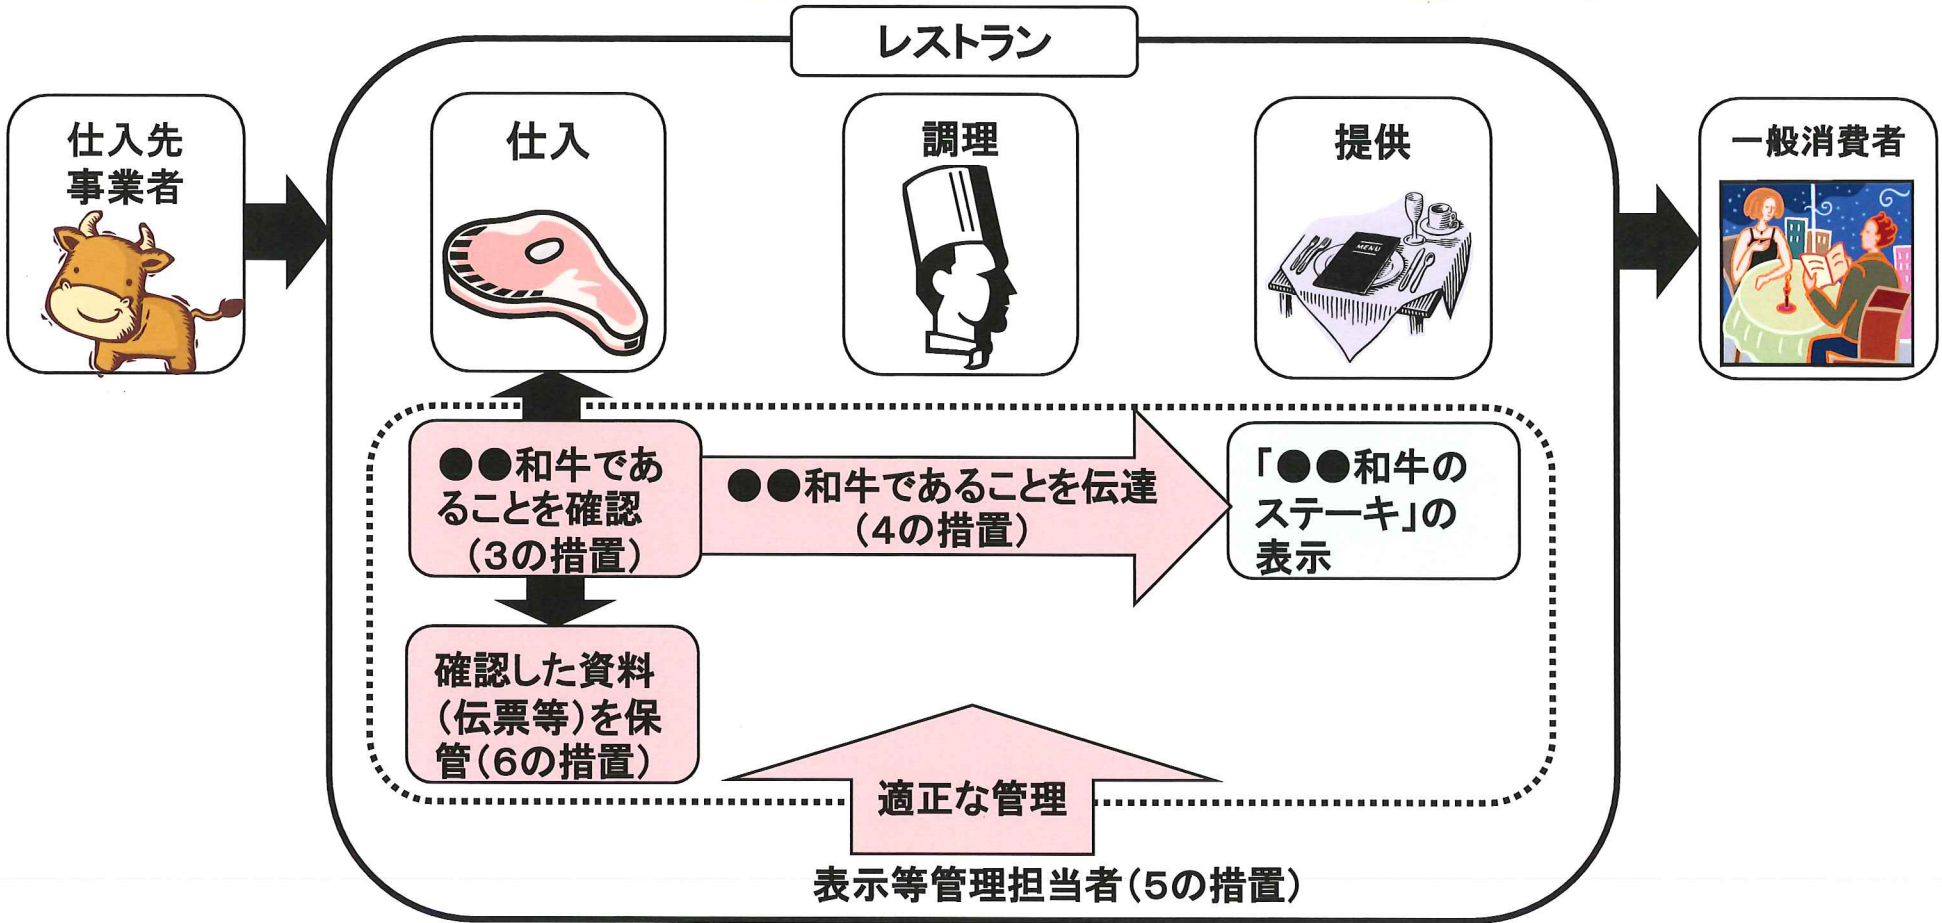 レストラン
仕入先
事業者
仕入
調理
提供
MENU
一般消費者
●●和牛であ
ることを確認
(3の措置)
●●和牛であることを伝達
(4の措置)
「●●和牛の
ステーキ」の
表示
確認した資料
(伝票等)を保
管(6の措置)
適正な管理
表示等管理担当者(5の措置)